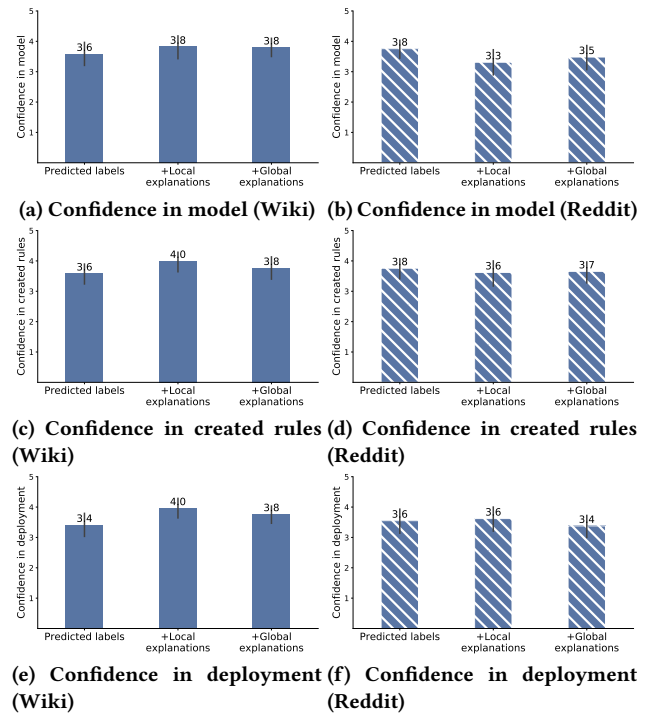 5
4
3
2
1
Confidence in model
3.6
3.8
3.8
Predicted labels
+Local
explanations
+Global
explanations
(a) Confidence in model (Wiki)
5
4
3
2
1
Confidence in model
3.8
3.3
3.5
Predicted labels
+Local
explanations
+Global
explanations
(b) Confidence in model (Reddit)
5
4
3
2
1
Confidence in created rules
3.6
4.0
3.8
Predicted labels
+Local
explanations
+Global
explanations
(c) Confidence in created rules
(Wiki)
5
4
3
2
1
Confidence in created rules
3.8
3.6
3.7
Predicted labels
+Local
explanations
+Global
explanations
(d) Confidence in created rules
(Reddit)
5
4
3
2
1
Confidence in deployment
3.4
4.0
3.8
Predicted labels
+Local
explanations
+Global
explanations
(e) Confidence in deployment
(Wiki)
5
4
3
2
1
Confidence in deployment
3.6
3.6
3.4
Predicted labels
+Local
explanations
+Global
explanations
(f) Confidence in deployment
(Reddit)